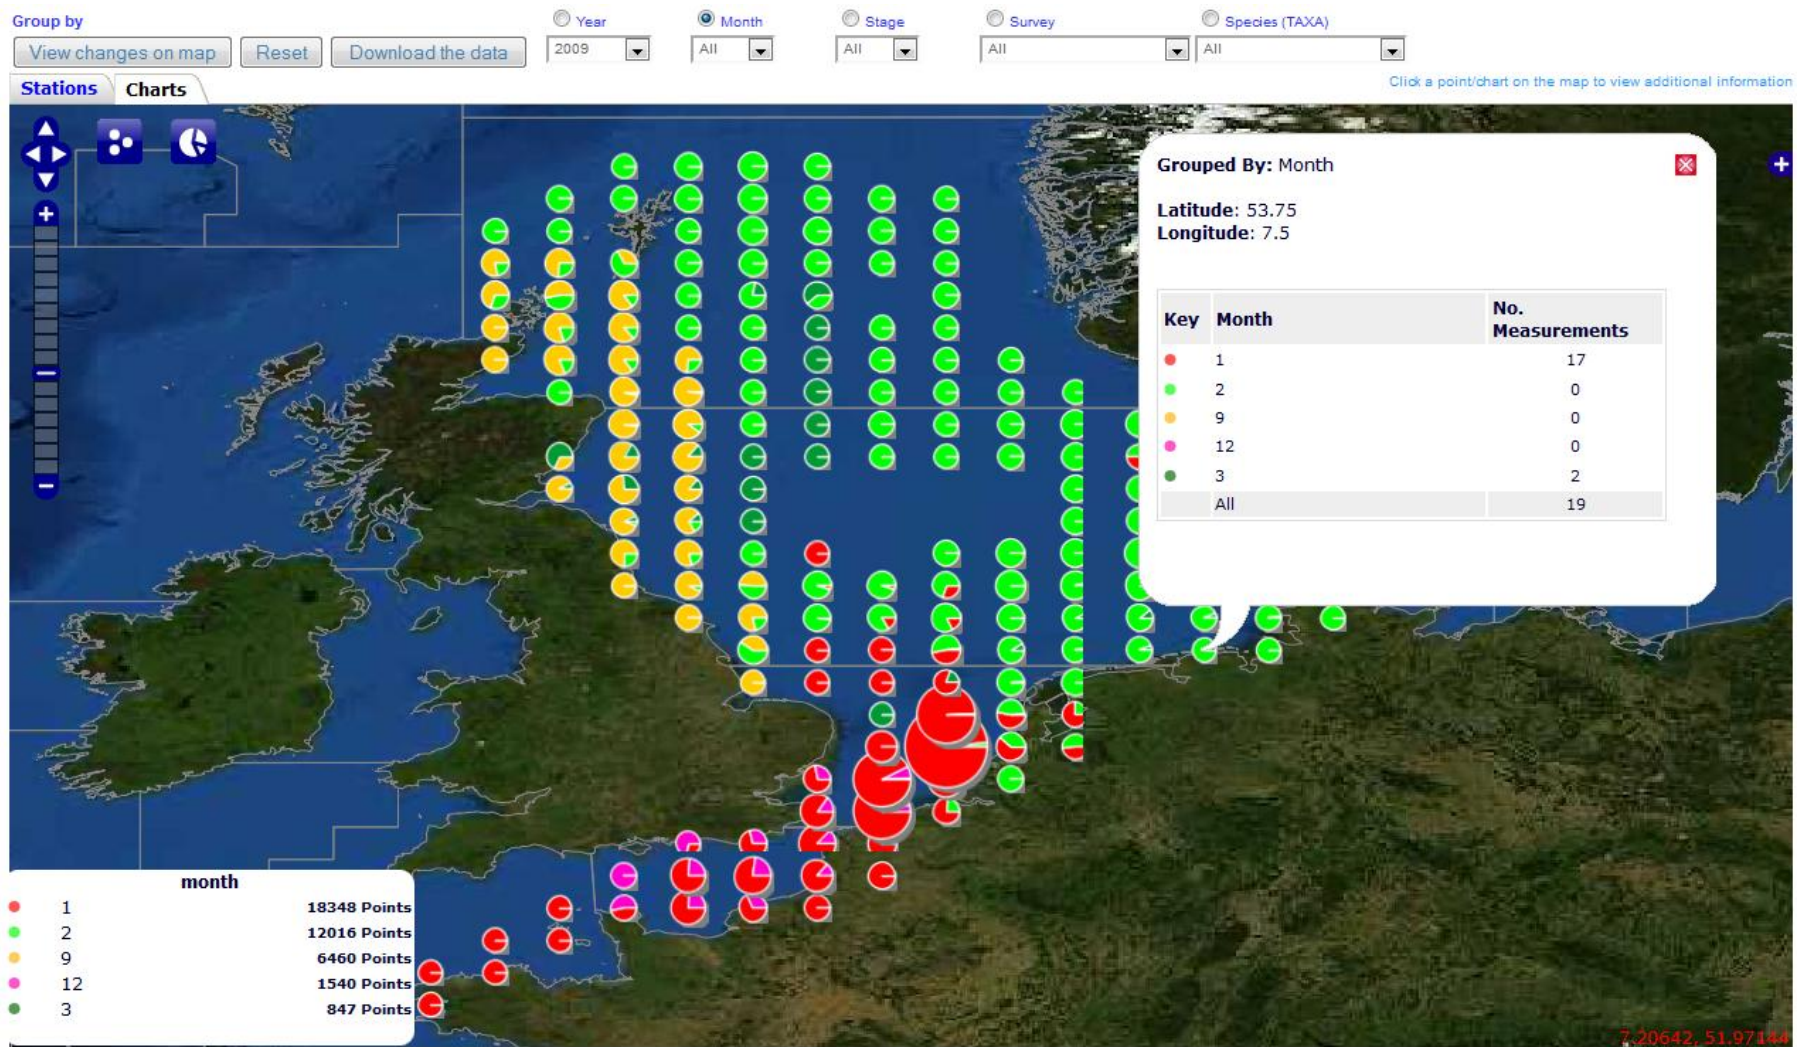 Group by
Year
Month
Stage
Survey
Species (TAXA)
View changes on map
Reset
Download the data
2009
All
All
All
All
Stations
Charts
Click a point/chart on the map to view additional information
Grouped By: Month
Latitude: 53.75
Longitude: 7.5
Key Month No. Measurements
1 17
2 0
9 0
12 0
3 2
All 19
month
1 18348 Points
2 12016 Points
9 6460 Points
12 1540 Points
3 847 Points
7.20642, 51.97144